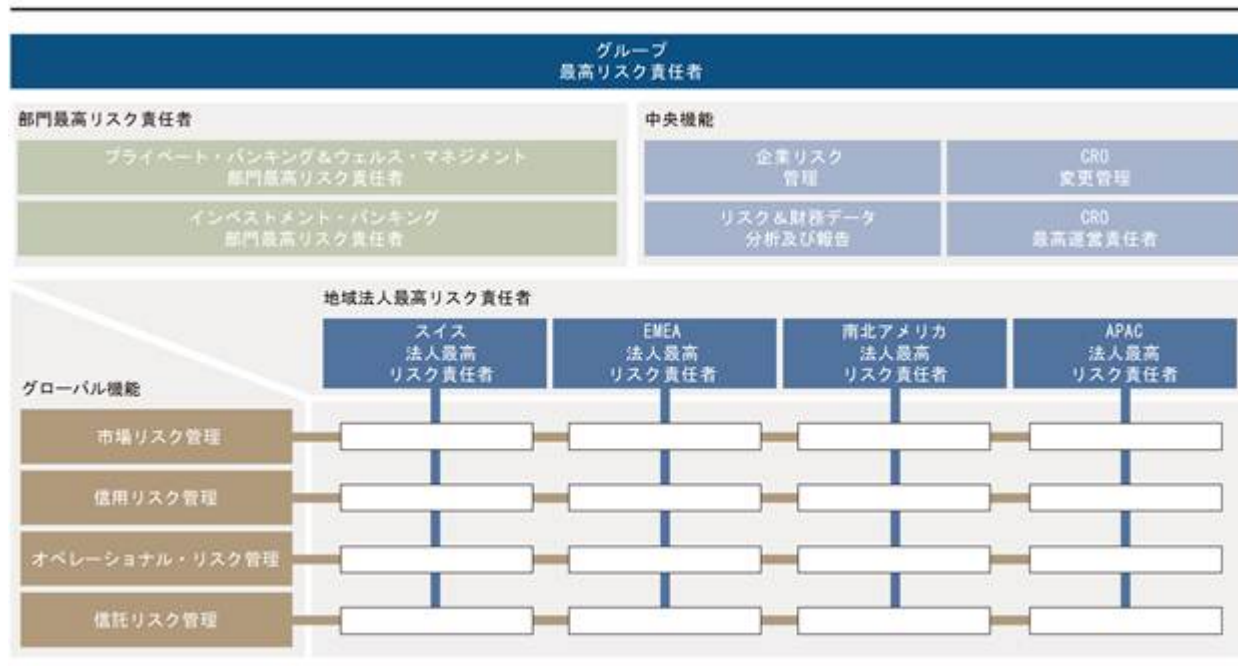 グループ
最高リスク責任者
部門最高リスク責任者
プライベート・バンキング&ウェルス・マネジメント
部門最高リスク責任者
インベストメント・バンキング
部門最高リスク責任者
中央機能
企業リスク
管理
CRO
変更管理
リスク&財務データ
分析及び報告
CRO
最高運営責任者
地域法人最高リスク責任者
スイス
法人最高
リスク責任者
EMEA
法人最高
リスク責任者
南北アメリカ
法人最高
リスク責任者
APAC
法人最高
リスク責任者
グローバル機能
市場リスク管理
信用リスク管理
オペレーショナル・リスク管理
信託リスク管理